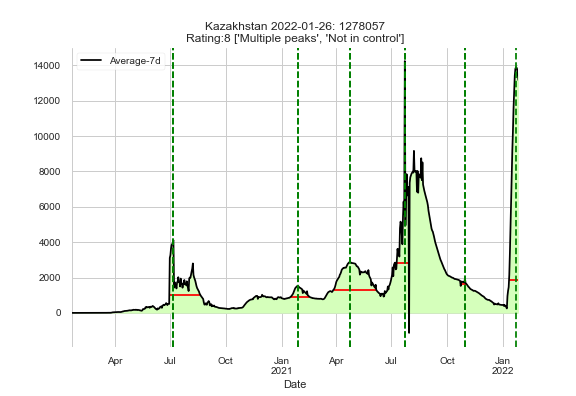 Kazakhstan 2022-01-26: 1278057
Rating:8 ['Multiple peaks', 'Not in control']
Average-7d
14000
12000
10000
8000
6000
4000
2000
0
Apr Jul Oct Jan Apr Jul Oct Jan
2021 2022
Date